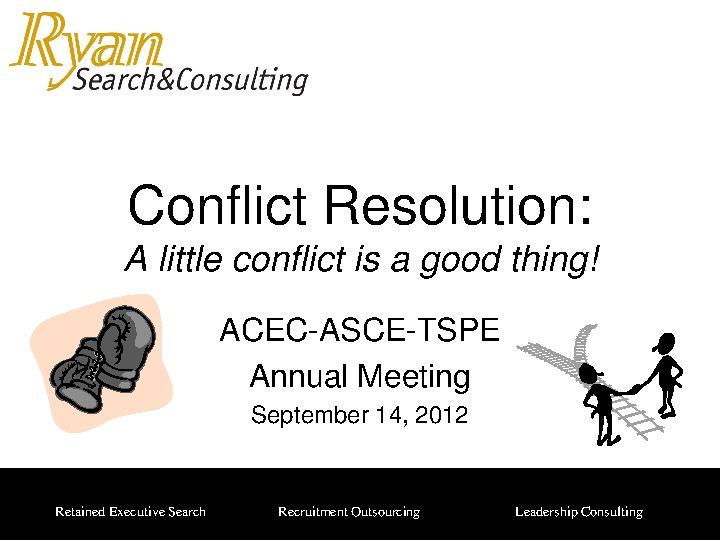 Ryan
Search&Consulting
Conflict Resolution:
A little conflict is a good thing!
ACEC-ASCE-TSPE
Annual Meeting
September 14, 2012
Retained Executive Search Recruitment Outsourcing Leadership Consulting